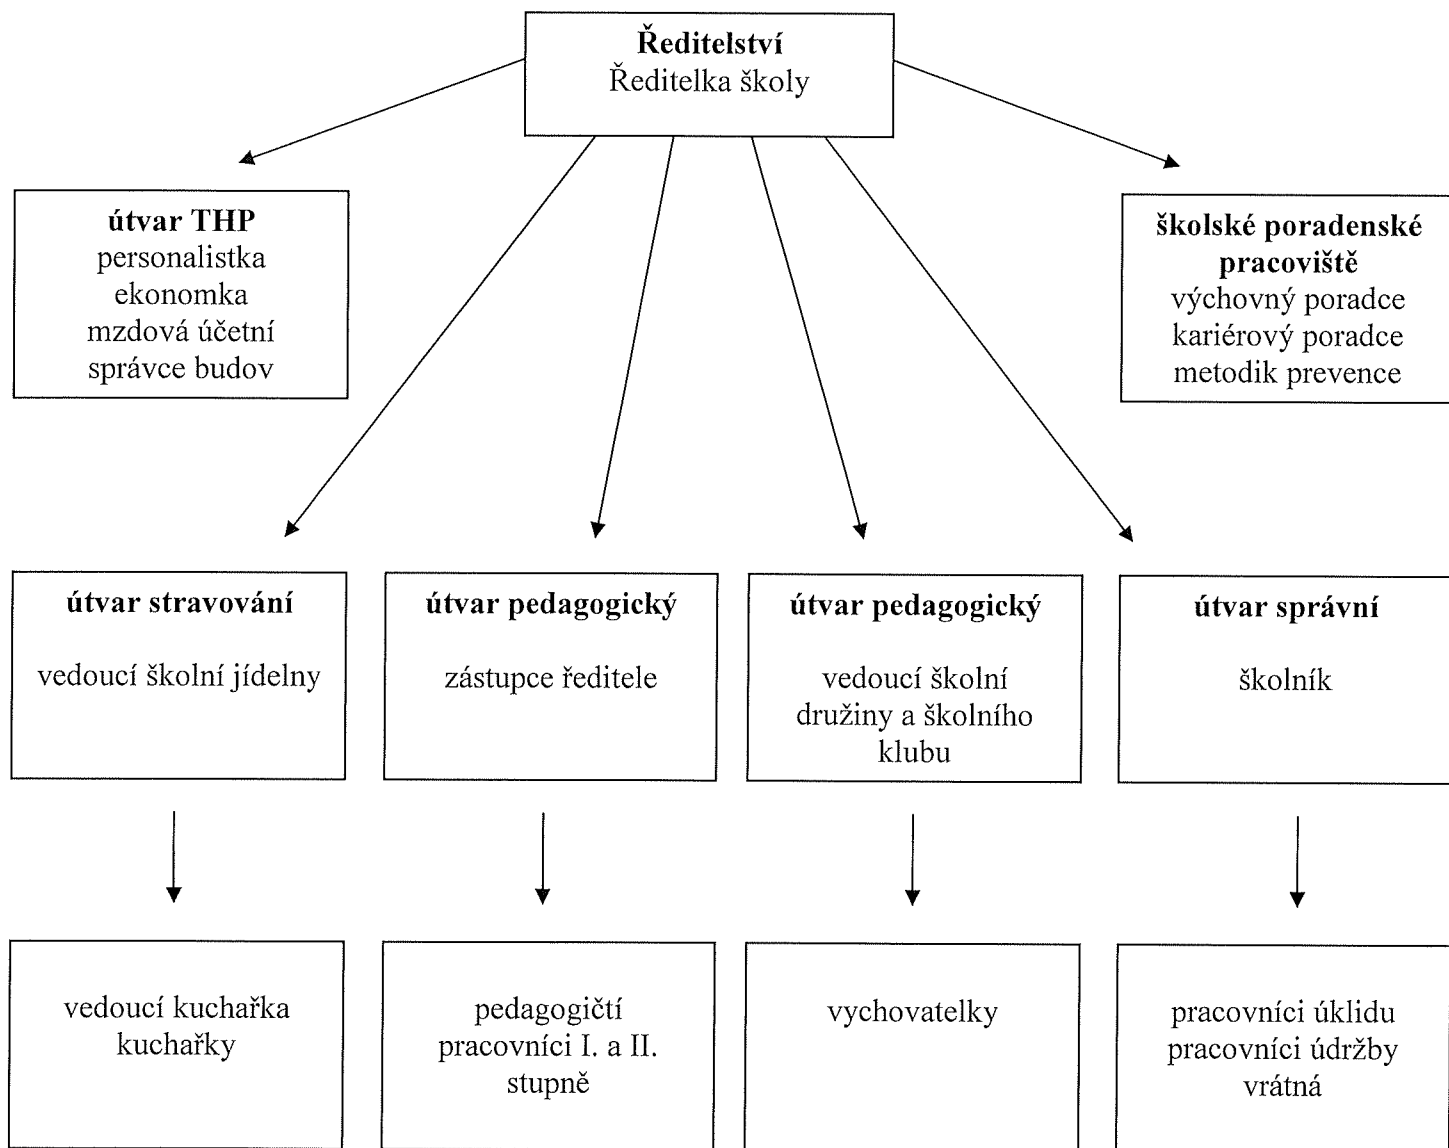 Ředitelství
Ředitelka školy
útvar THP
personalistka
ekonomka
mzdová účetní
správce budov
školské poradenské
pracoviště
výchovný poradce
kariérový poradce
metodik prevence
útvar stravování
vedoucí školní jídelny
útvar pedagogický
zástupce ředitele
útvar pedagogický
vedoucí školní
družiny a školního
klubu
útvar správní
školník
vedoucí kuchařka
kuchařky
pedagogičtí
pracovníci I. a II.
stupně
vychovatelky
pracovníci úklidu
pracovníci údržby
vrátná